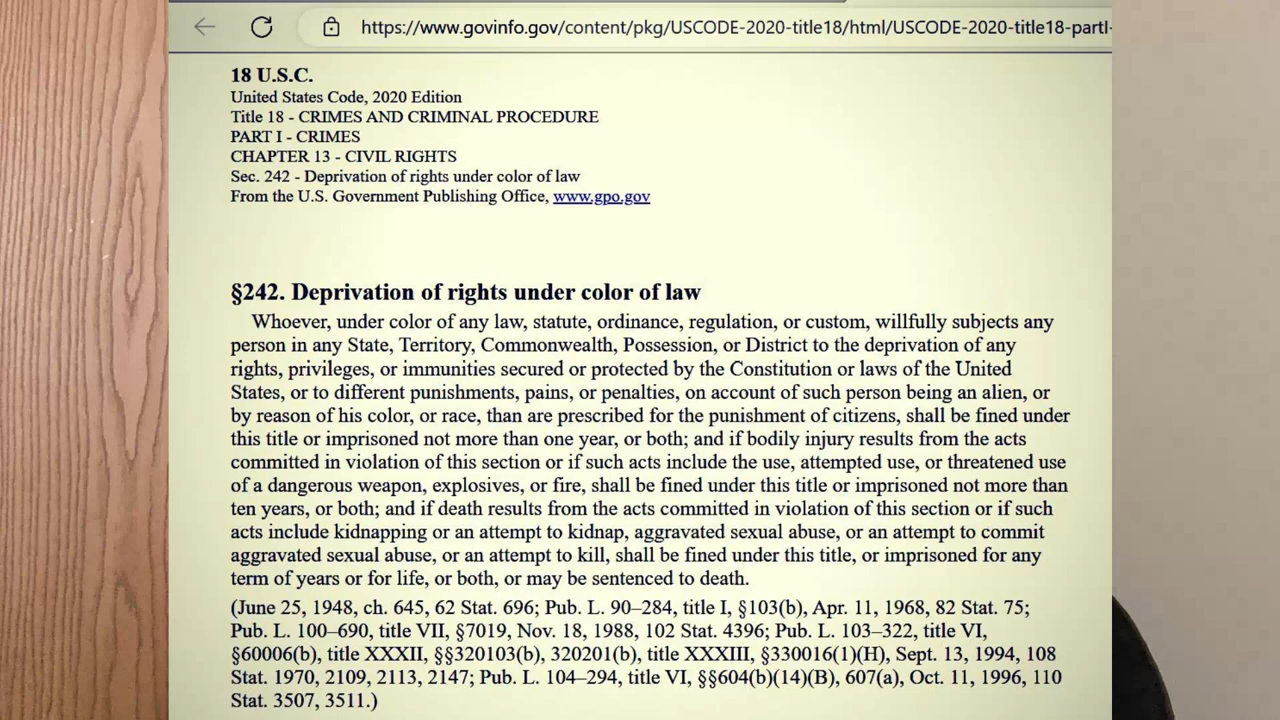 https://www.govinfo.gov/content/pkg/USCODE-2020-title18/html/USCODE-2020-title18-partI-
18 U.S.C.
United States Code, 2020 Edition
Title 18 - CRIMES AND CRIMINAL PROCEDURE
PART I - CRIMES
CHAPTER 13 - CIVIL RIGHTS
Sec. 242 - Deprivation of rights under color of law
From the U.S. Government Publishing Office, www.gpo.gov
§242. Deprivation of rights under color of law
Whoever, under color of any law, statute, ordinance, regulation, or custom, willfully subjects any
person in any State, Territory, Commonwealth, Possession, or District to the deprivation of any
rights, privileges, or immunities secured or protected by the Constitution or laws of the United
States, or to different punishments, pains, or penalties, on account of such person being an alien, or
by reason of his color, or race, than are prescribed for the punishment of citizens, shall be fined under
this title or imprisoned not more than one year, or both; and if bodily injury results from the acts
committed in violation of this section or if such acts include the use, attempted use, or threatened use
of a dangerous weapon, explosives, or fire, shall be fined under this title or imprisoned not more than
ten years, or both; and if death results from the acts committed in violation of this section or if such
acts include kidnapping or an attempt to kidnap, aggravated sexual abuse, or an attempt to commit
aggravated sexual abuse, or an attempt to kill, shall be fined under this title, or imprisoned for any
term of years or for life, or both, or may be sentenced to death.
(June 25, 1948, ch. 645, 62 Stat. 696; Pub. L. 90–284, title I, §103(b), Apr. 11, 1968, 82 Stat. 75;
Pub. L. 100–690, title VII, §7019, Nov. 18, 1988, 102 Stat. 4396; Pub. L. 103–322, title VI,
§60006(b), title XXXII, §§320103(b), 320201(b), title XXXIII, §330016(1)(H), Sept. 13, 1994, 108
Stat. 1970, 2109, 2113, 2147; Pub. L. 104–294, title VI, §§604(b)(14)(B), 607(a), Oct. 11, 1996, 110
Stat. 3507, 3511.)